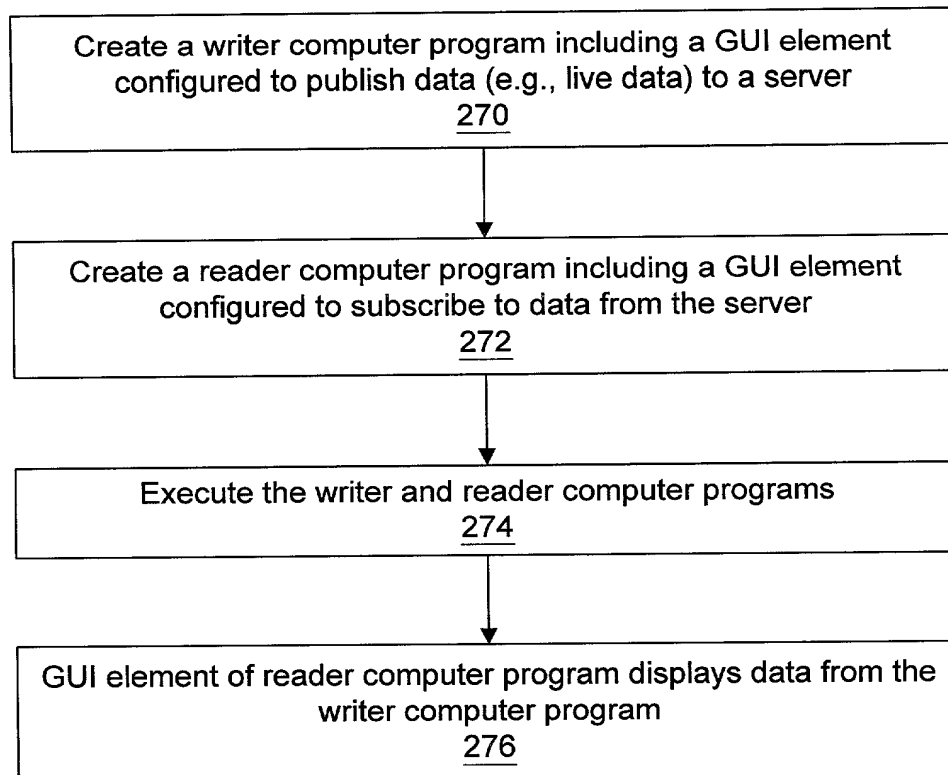 Create a writer computer program including a GUI element
configured to publish data (e.g., live data) to a server
270
Create a reader computer program including a GUI element
configured to subscribe to data from the server
272
Execute the writer and reader computer programs
274
GUI element of reader computer program displays data from the
writer computer program
276